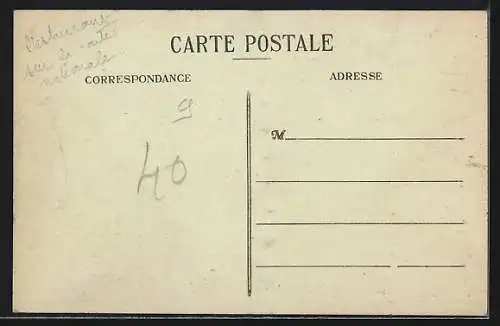 Restaurant
sur la route
nationale
CARTE POSTALE
CORRESPONDANCE
ADRESSE
9
M
40